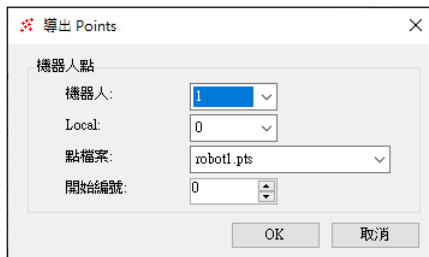 導出 Points
機器人點
機器人: 1
Local: 0
點檔案: robot1.pts
開始編號: 0
OK 取消